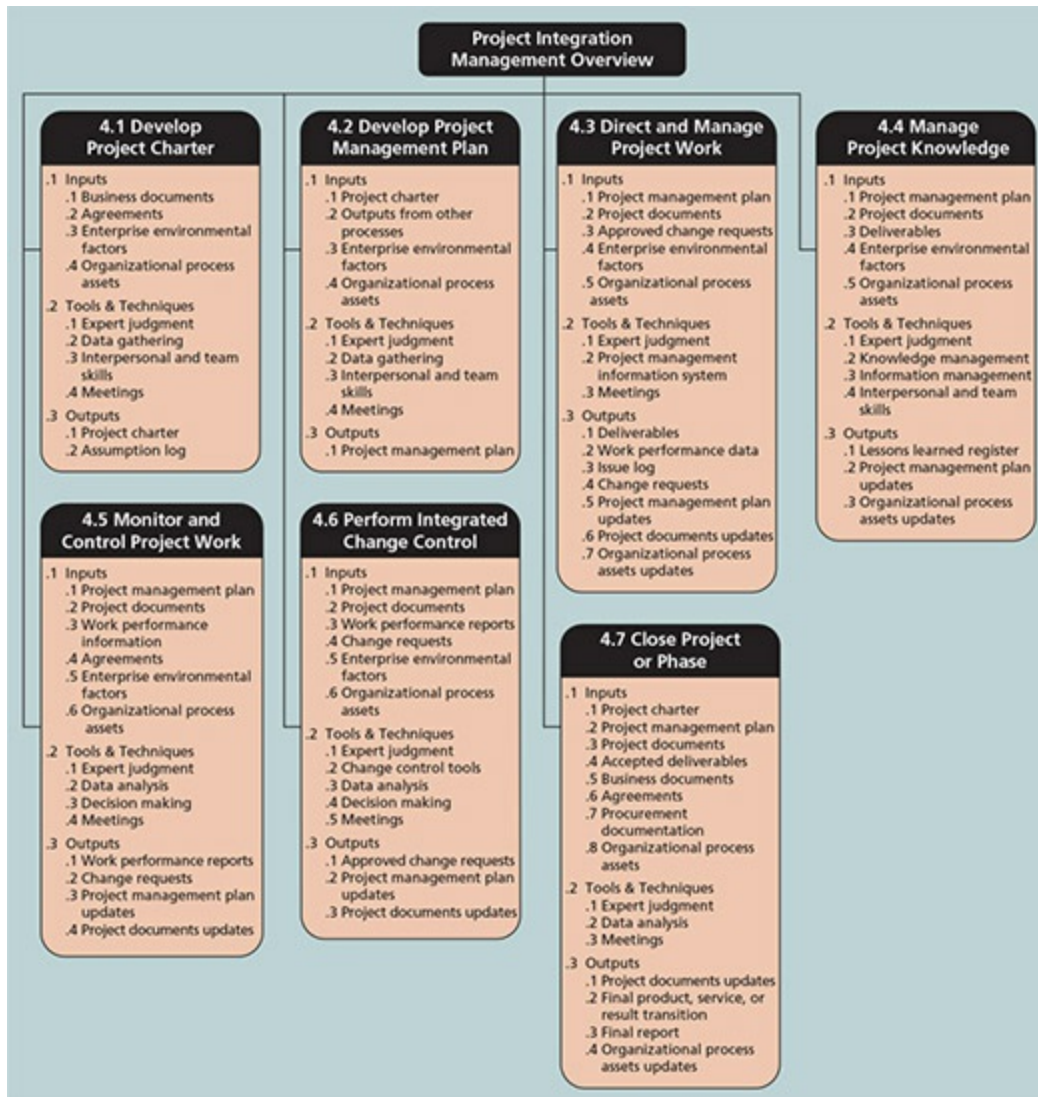 Project Integration
Management Overview
4.1 Develop
Project Charter
.1 Inputs
.1 Business documents
.2 Agreements
.3 Enterprise environmental
factors
.4 Organizational process
assets
.2 Tools & Techniques
.1 Expert judgment
.2 Data gathering
.3 Interpersonal and team
skills
.4 Meetings
.3 Outputs
.1 Project charter
.2 Assumption log
4.2 Develop Project
Management Plan
.1 Inputs
.1 Project charter
.2 Outputs from other
processes
.3 Enterprise environmental
factors
.4 Organizational process
assets
.2 Tools & Techniques
.1 Expert judgment
.2 Data gathering
.3 Interpersonal and team
skills
.4 Meetings
.3 Outputs
.1 Project management plan
4.3 Direct and Manage
Project Work
.1 Inputs
.1 Project management plan
.2 Project documents
.3 Approved change requests
.4 Enterprise environmental
factors
.5 Organizational process
assets
.2 Tools & Techniques
.1 Expert judgment
.2 Project management
information system
.3 Meetings
.3 Outputs
.1 Deliverables
.2 Work performance data
.3 Issue log
.4 Change requests
.5 Project management plan
updates
.6 Project documents updates
.7 Organizational process
assets updates
4.4 Manage
Project Knowledge
.1 Inputs
.1 Project management plan
.2 Project documents
.3 Deliverables
.4 Enterprise environmental
factors
.5 Organizational process
assets
.2 Tools & Techniques
.1 Expert judgment
.2 Knowledge management
.3 Information management
.4 Interpersonal and team
skills
.3 Outputs
.1 Lessons learned register
.2 Project management plan
updates
.3 Organizational process
assets updates
4.5 Monitor and
Control Project Work
.1 Inputs
.1 Project management plan
.2 Project documents
.3 Work performance
information
.4 Agreements
.5 Enterprise environmental
factors
.6 Organizational process
assets
.2 Tools & Techniques
.1 Expert judgment
.2 Data analysis
.3 Decision making
.4 Meetings
.3 Outputs
.1 Work performance reports
.2 Change requests
.3 Project management plan
updates
.4 Project documents updates
4.6 Perform Integrated
Change Control
.1 Inputs
.1 Project management plan
.2 Project documents
.3 Work performance reports
.4 Change requests
.5 Enterprise environmental
factors
.6 Organizational process
assets
.2 Tools & Techniques
.1 Expert judgment
.2 Change control tools
.3 Data analysis
.4 Decision making
.5 Meetings
.3 Outputs
.1 Approved change requests
.2 Project management plan
updates
.3 Project documents updates
4.7 Close Project
or Phase
.1 Inputs
.1 Project charter
.2 Project management plan
.3 Project documents
.4 Accepted deliverables
.5 Business documents
.6 Agreements
.7 Procurement
documentation
.8 Organizational process
assets
.2 Tools & Techniques
.1 Expert judgment
.2 Data analysis
.3 Meetings
.3 Outputs
.1 Project documents updates
.2 Final product, service, or
result transition
.3 Final report
.4 Organizational process
assets updates